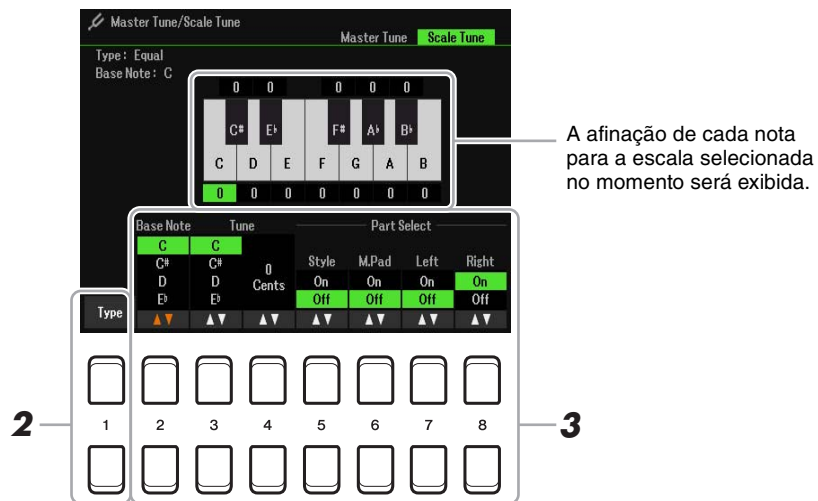 Master Tune/Scale Tune
Master Tune Scale Tune
Type: Equal
Base Note: C
0 0 0 0 0
C# E♭ F# A♭ B♭
C D E F G A B
0 0 0 0 0 0 0
A afinação de cada nota
para a escala selecionada
no momento será exibida.
Base Note Tune Part Select
C C
C# C# 0 Style M.Pad Left Right
D D Cents On On On On
E♭ E♭ Off Off Off Off
Type ▲▼ ▲▼ ▲▼ ▲▼ ▲▼ ▲▼ ▲▼
2 1 2 3 4 5 6 7 8 3